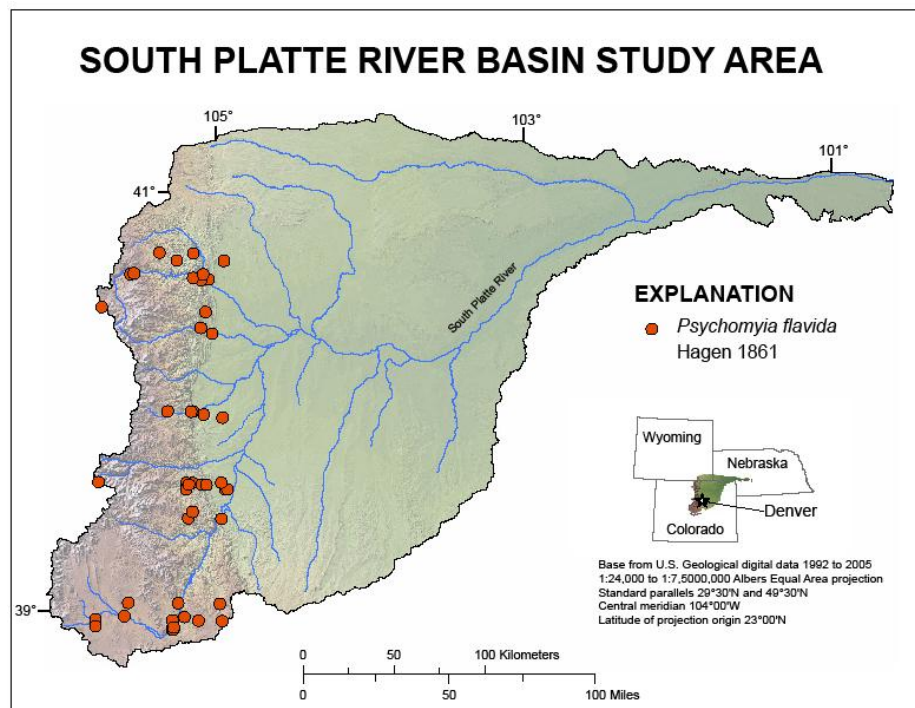 SOUTH PLATTE RIVER BASIN STUDY AREA
105°
103°
101°
41°
South Platte River
EXPLANATION
Psychomyia flavida
Hagen 1861
Wyoming
Nebraska
Denver
Colorado
Base from U.S. Geological digital data 1992 to 2005
1:24,000 to 1:7,5000,000 Albers Equal Area projection
Standard parallels 29°30'N and 49°30'N
Central meridian 104°00'W
Latitude of projection origin 23°00'N
39°
0 50 100 Kilometers
0 50 100 Miles